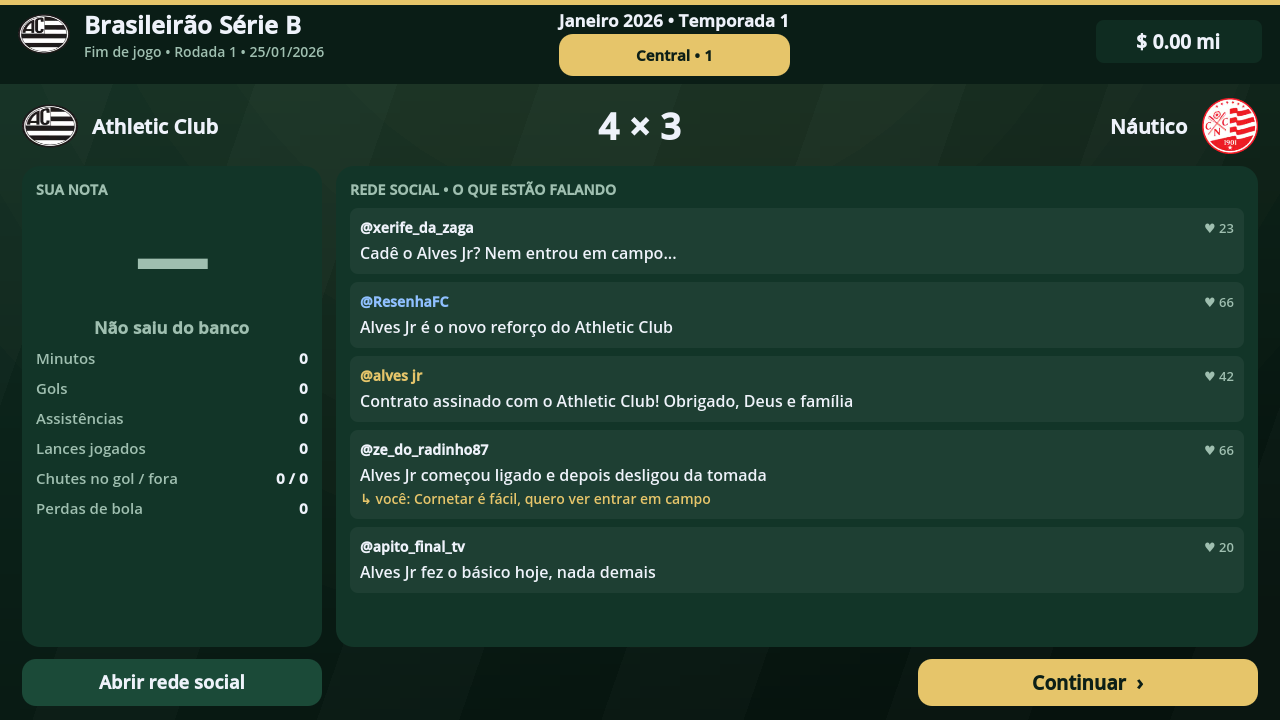 Brasileirão Série B
Fim de jogo • Rodada 1 • 25/01/2026
Janeiro 2026 • Temporada 1
Central • 1
$ 0.00 mi
AC
Athletic Club
4 × 3
Náutico
1901
SUA NOTA
Não saiu do banco
Minutos 0
Gols 0
Assistências 0
Lances jogados 0
Chutes no gol / fora 0 / 0
Perdas de bola 0
REDE SOCIAL • O QUE ESTÃO FALANDO
@xerife_da_zaga ♥ 23
Cadê o Alves Jr? Nem entrou em campo...
@ResenhaFC ♥ 66
Alves Jr é o novo reforço do Athletic Club
@alves jr ♥ 42
Contrato assinado com o Athletic Club! Obrigado, Deus e família
@ze_do_radinho87 ♥ 66
Alves Jr começou ligado e depois desligou da tomada
↳ você: Cornetar é fácil, quero ver entrar em campo
@apito_final_tv ♥ 20
Alves Jr fez o básico hoje, nada demais
Abrir rede social
Continuar ›